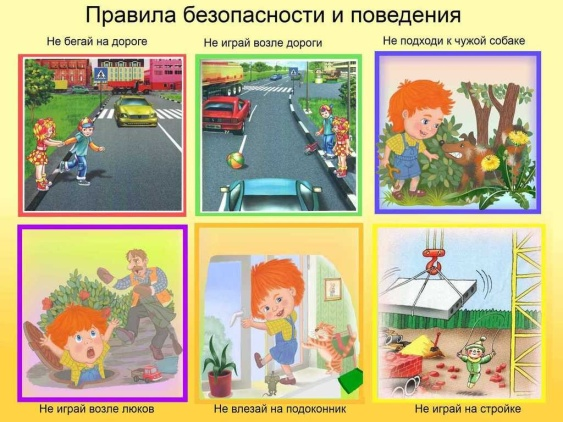 Правила безопасности и поведения
Не бегай на дороге
Не играй возле дороги
Не подходи к чужой собаке
Не играй возле люков
Не влезай на подоконник
Не играй на стройке